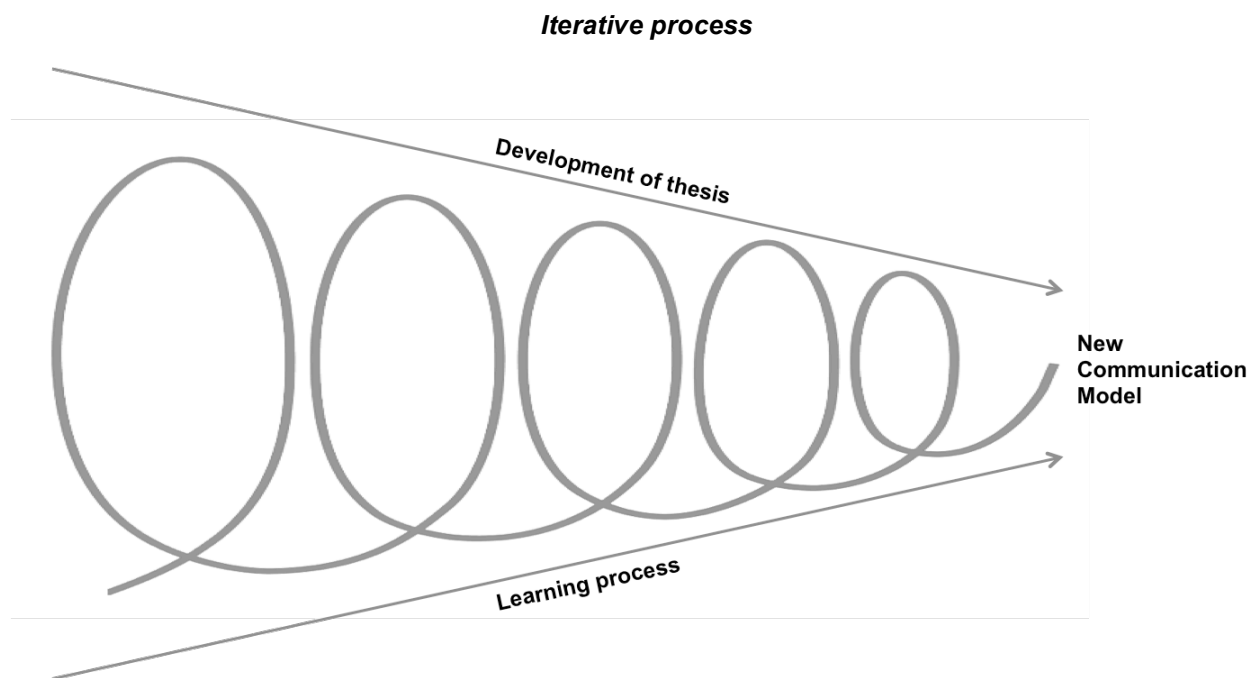 Iterative process
Development of thesis
New
Communication
Model
Learning process